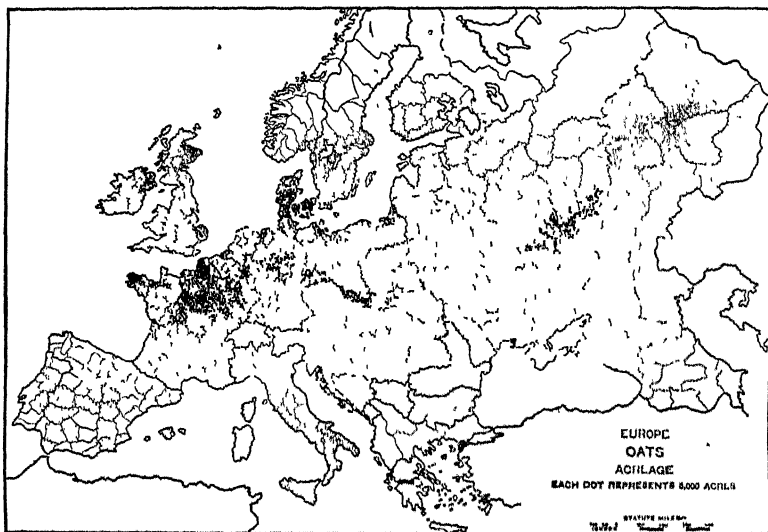 EUROPE
OATS
ACREAGE
EACH DOT REPRESENTS 5,000 ACRES
STATUTE MILES